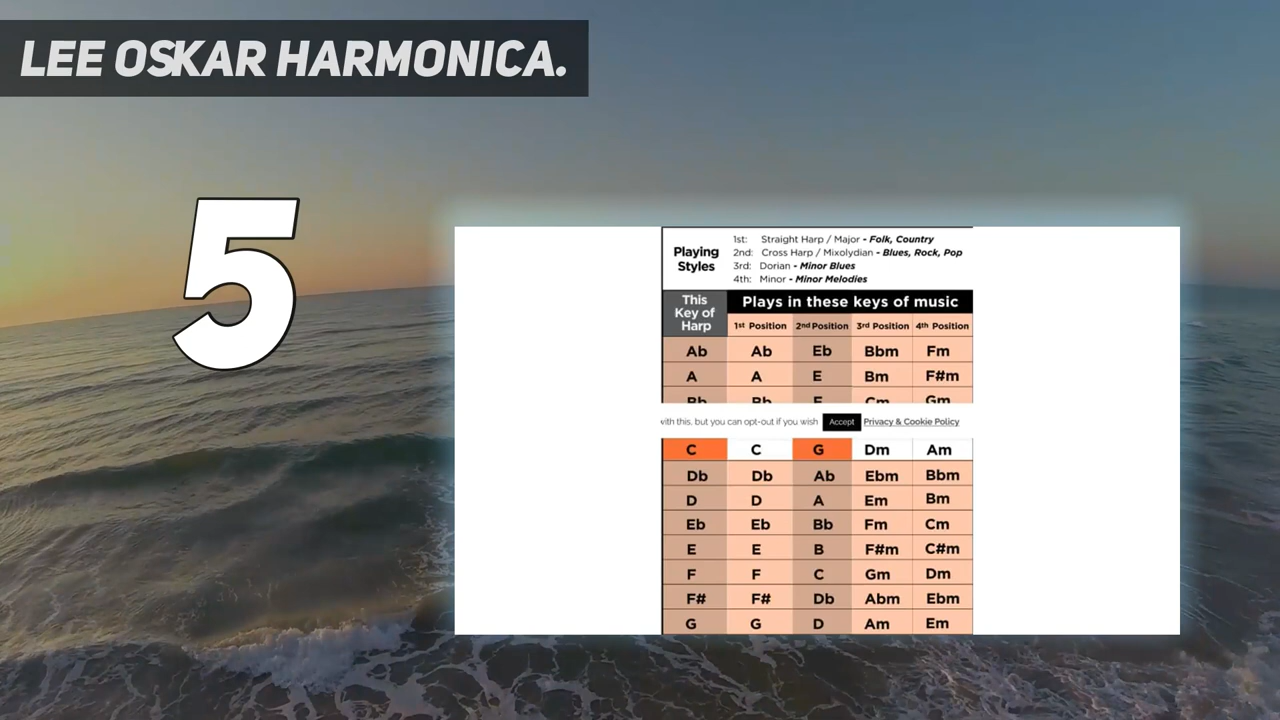 LEE OSKAR HARMONICA.
5
Playing Styles
1st: Straight Harp / Major - Folk, Country
2nd: Cross Harp / Mixolydian - Blues, Rock, Pop
3rd: Dorian - Minor Blues
4th: Minor - Minor Melodies
This Key of Harp
Plays in these keys of music
1st Position 2nd Position 3rd Position 4th Position
Ab Ab Eb Bbm Fm
A A E Bm F#m
Bb Bb F Cm Gm
with this, but you can opt-out if you wish Accept Privacy & Cookie Policy
C C G Dm Am
Db Db Ab Ebm Bbm
D D A Em Bm
Eb Eb Bb Fm Cm
E E B F#m C#m
F F C Gm Dm
F# F# Db Abm Ebm
G G D Am Em